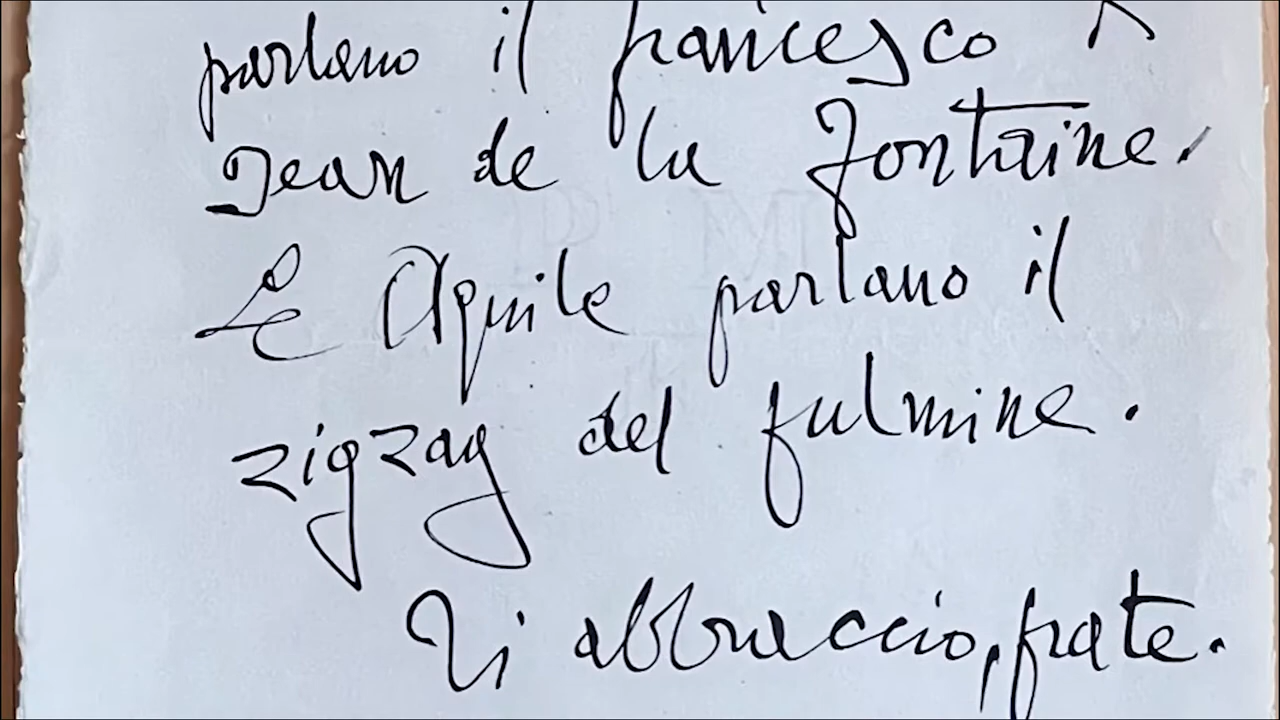 parlano il francesco
Jean de la Fontaine.
Le Aquile parlano il
zigzag del fulmine.
Vi abbraccio, frate.